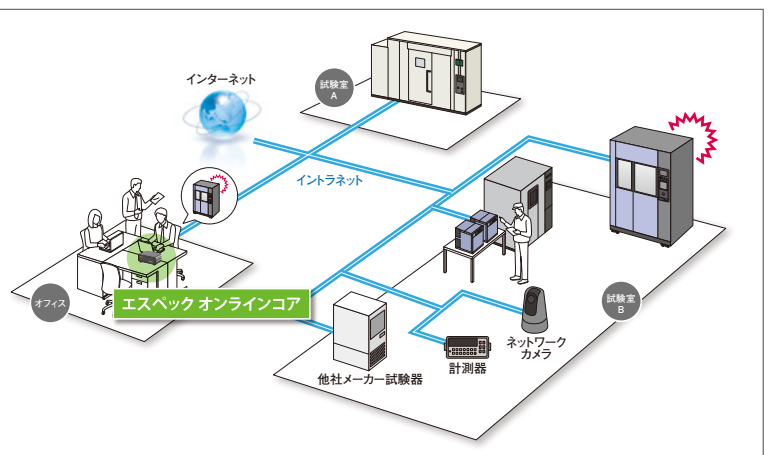 インターネット
試験室
A
イントラネット
オフィス
エスペック オンラインコア
試験室
B
ネットワーク
カメラ
計測器
他社メーカー試験器